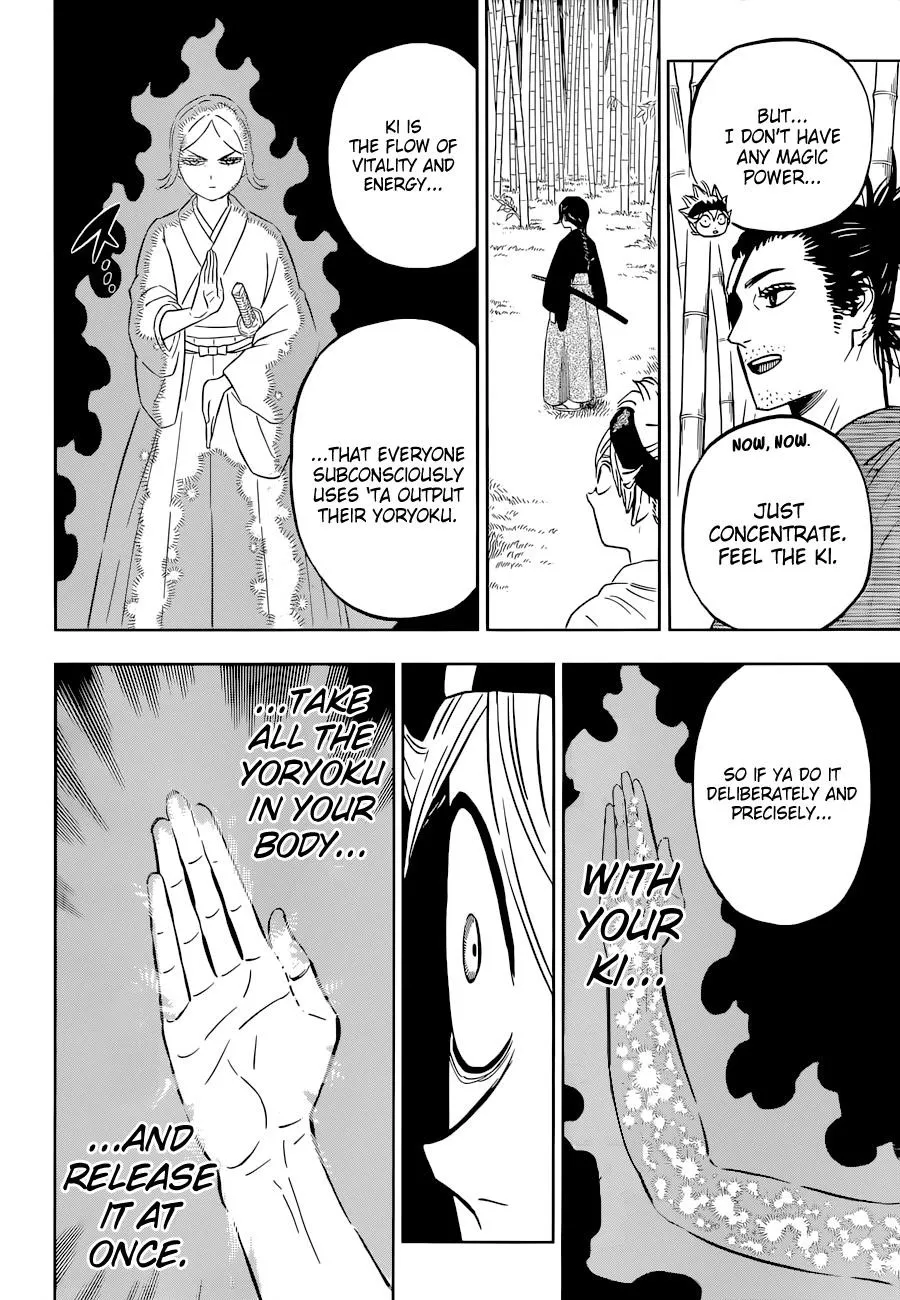 BUT...
I DON'T HAVE
ANY MAGIC
POWER...
NOW, NOW.
JUST
CONCENTRATE.
FEEL THE KI.
KI IS
THE FLOW OF
VITALITY AND
ENERGY...
...THAT EVERYONE
SUBCONSCIOUSLY
USES 'TA OUTPUT
THEIR YORYOKU.
SO IF YA DO IT
DELIBERATELY AND
PRECISELY...
WITH
YOUR
KI...
...TAKE
ALL THE
YORYOKU
IN YOUR
BODY...
...AND
RELEASE
IT AT
ONCE.